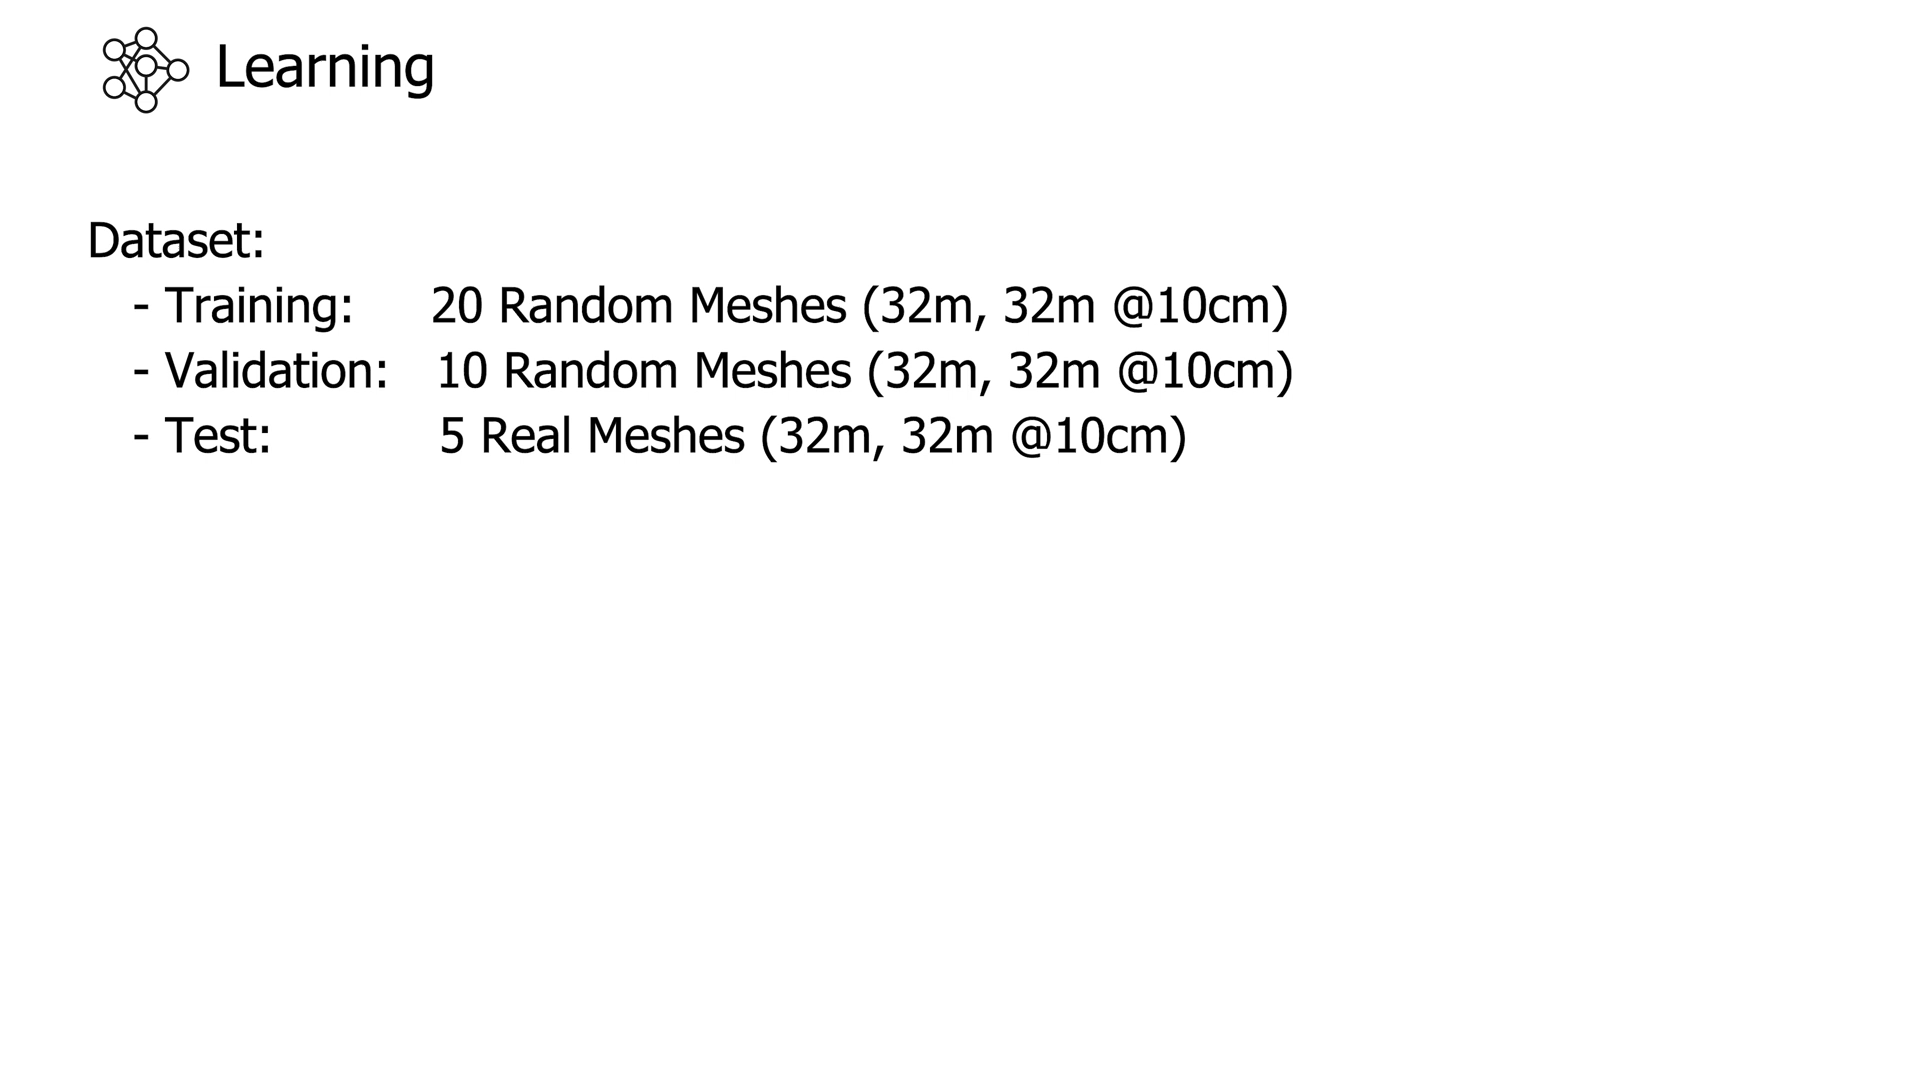 Learning
Dataset:
- Training: 20 Random Meshes (32m, 32m @10cm)
- Validation: 10 Random Meshes (32m, 32m @10cm)
- Test: 5 Real Meshes (32m, 32m @10cm)